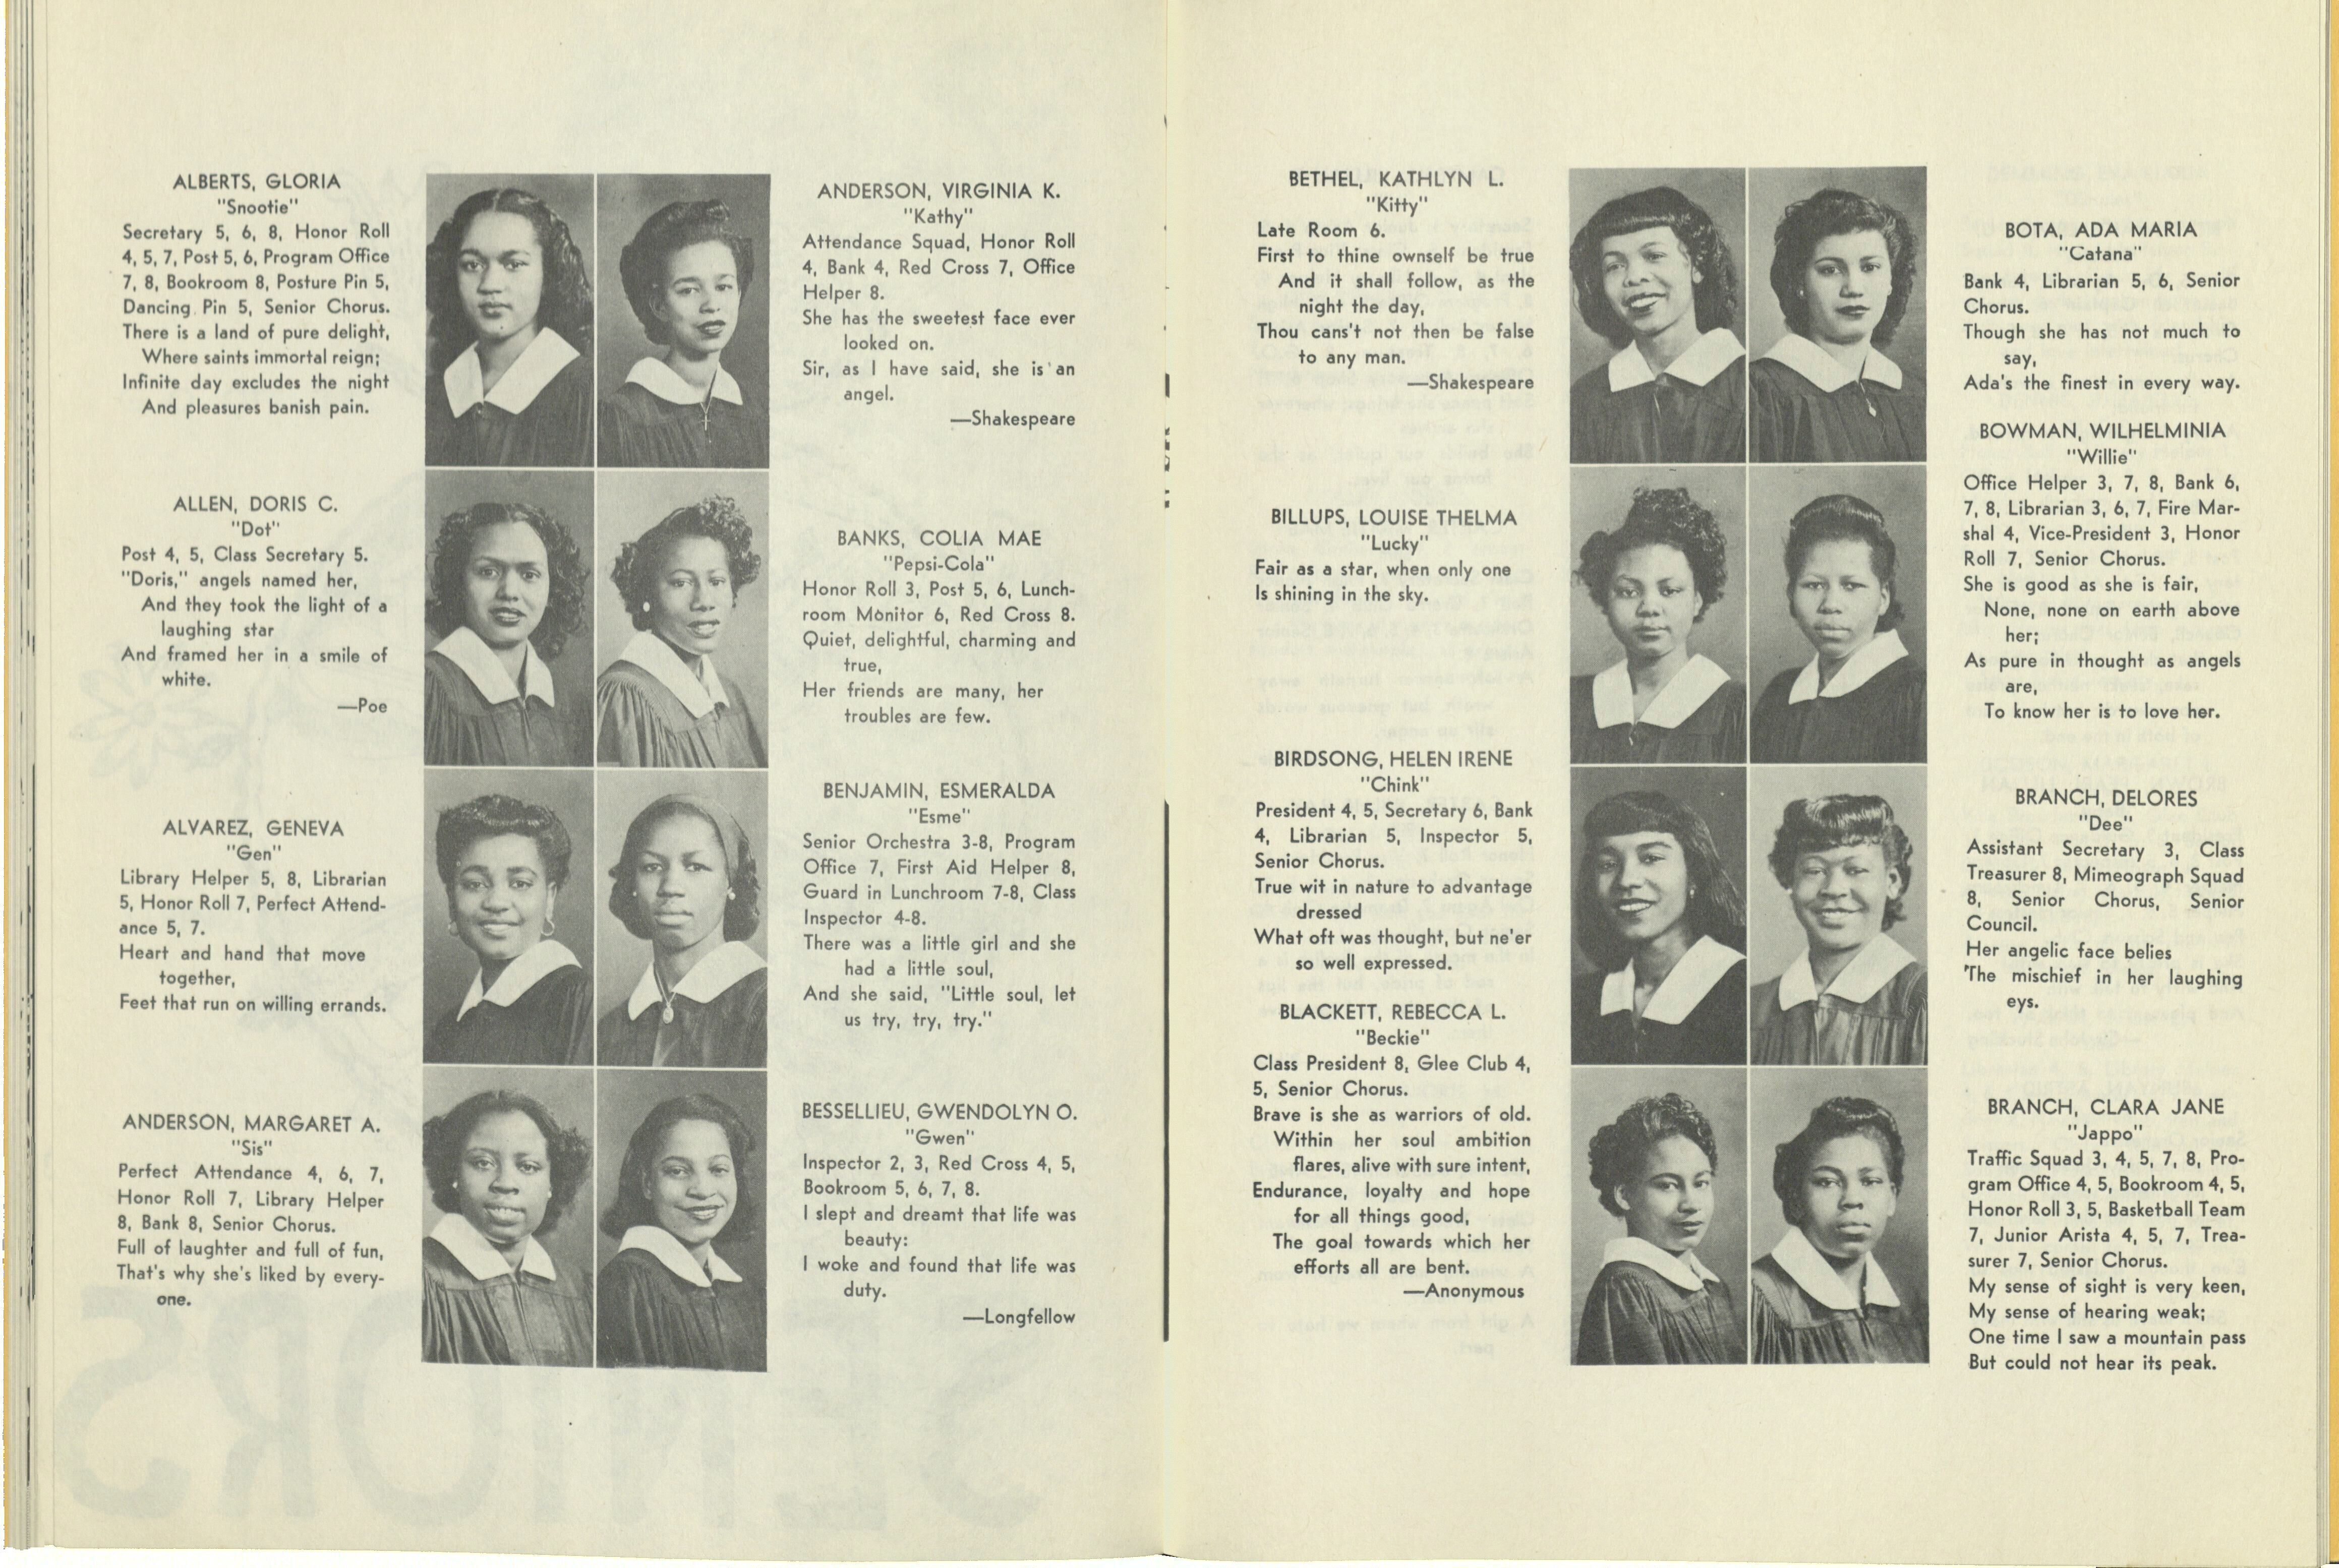 ALBERTS, GLORIA
"Snootie"
Secretary 5, 6, 8, Honor Roll
4, 5, 7, Post 5, 6, Program Office
7, 8, Bookroom 8, Posture Pin 5,
Dancing Pin 5, Senior Chorus.
There is a land of pure delight,
Where saints immortal reign;
Infinite day excludes the night
And pleasures banish pain.
ALLEN, DORIS C.
"Dot"
Post 4, 5, Class Secretary 5.
"Doris," angels named her,
And they took the light of a
laughing star
And framed her in a smile of
white.
—Poe
ALVAREZ, GENEVA
"Gen"
Library Helper 5, 8, Librarian
5, Honor Roll 7, Perfect Attend-
ance 5, 7.
Heart and hand that move
together,
Feet that run on willing errands.
ANDERSON, MARGARET A.
"Sis"
Perfect Attendance 4, 6, 7,
Honor Roll 7, Library Helper
8, Bank 8, Senior Chorus.
Full of laughter and full of fun,
That's why she's liked by every-
one.
ANDERSON, VIRGINIA K.
"Kathy"
Attendance Squad, Honor Roll
4, Bank 4, Red Cross 7, Office
Helper 8.
She has the sweetest face ever
looked on.
Sir, as I have said, she is an
angel.
—Shakespeare
BANKS, COLIA MAE
"Pepsi-Cola"
Honor Roll 3, Post 5, 6, Lunch-
room Monitor 6, Red Cross 8.
Quiet, delightful, charming and
true,
Her friends are many, her
troubles are few.
BENJAMIN, ESMERALDA
"Esme"
Senior Orchestra 3-8, Program
Office 7, First Aid Helper 8,
Guard in Lunchroom 7-8, Class
Inspector 4-8.
There was a little girl and she
had a little soul,
And she said, "Little soul, let
us try, try, try."
BESSELLIEU, GWENDOLYN O.
"Gwen"
Inspector 2, 3, Red Cross 4, 5,
Bookroom 5, 6, 7, 8.
I slept and dreamt that life was
beauty:
I woke and found that life was
duty.
—Longfellow
BETHEL, KATHLYN L.
"Kitty"
Late Room 6.
First to thine ownself be true
And it shall follow, as the
night the day,
Thou cans't not then be false
to any man.
—Shakespeare
BILLUPS, LOUISE THELMA
"Lucky"
Fair as a star, when only one
Is shining in the sky.
BIRDSONG, HELEN IRENE
"Chink"
President 4, 5, Secretary 6, Bank
4, Librarian 5, Inspector 5,
Senior Chorus.
True wit in nature to advantage
dressed
What oft was thought, but ne'er
so well expressed.
BLACKETT, REBECCA L.
"Beckie"
Class President 8, Glee Club 4,
5, Senior Chorus.
Brave is she as warriors of old.
Within her soul ambition
flares, alive with sure intent,
Endurance, loyalty and hope
for all things good,
The goal towards which her
efforts all are bent.
—Anonymous
BOTA, ADA MARIA
"Catana"
Bank 4, Librarian 5, 6, Senior
Chorus.
Though she has not much to
say,
Ada's the finest in every way.
BOWMAN, WILHELMINIA
"Willie"
Office Helper 3, 7, 8, Bank 6,
7, 8, Librarian 3, 6, 7, Fire Mar-
shal 4, Vice-President 3, Honor
Roll 7, Senior Chorus.
She is good as she is fair,
None, none on earth above
her;
As pure in thought as angels
are,
To know her is to love her.
BRANCH, DELORES
"Dee"
Assistant Secretary 3, Class
Treasurer 8, Mimeograph Squad
8, Senior Chorus, Senior
Council.
Her angelic face belies
'The mischief in her laughing
eys.
BRANCH, CLARA JANE
"Jappo"
Traffic Squad 3, 4, 5, 7, 8, Pro-
gram Office 4, 5, Bookroom 4, 5,
Honor Roll 3, 5, Basketball Team
7, Junior Arista 4, 5, 7, Trea-
surer 7, Senior Chorus.
My sense of sight is very keen,
My sense of hearing weak;
One time I saw a mountain pass
But could not hear its peak.